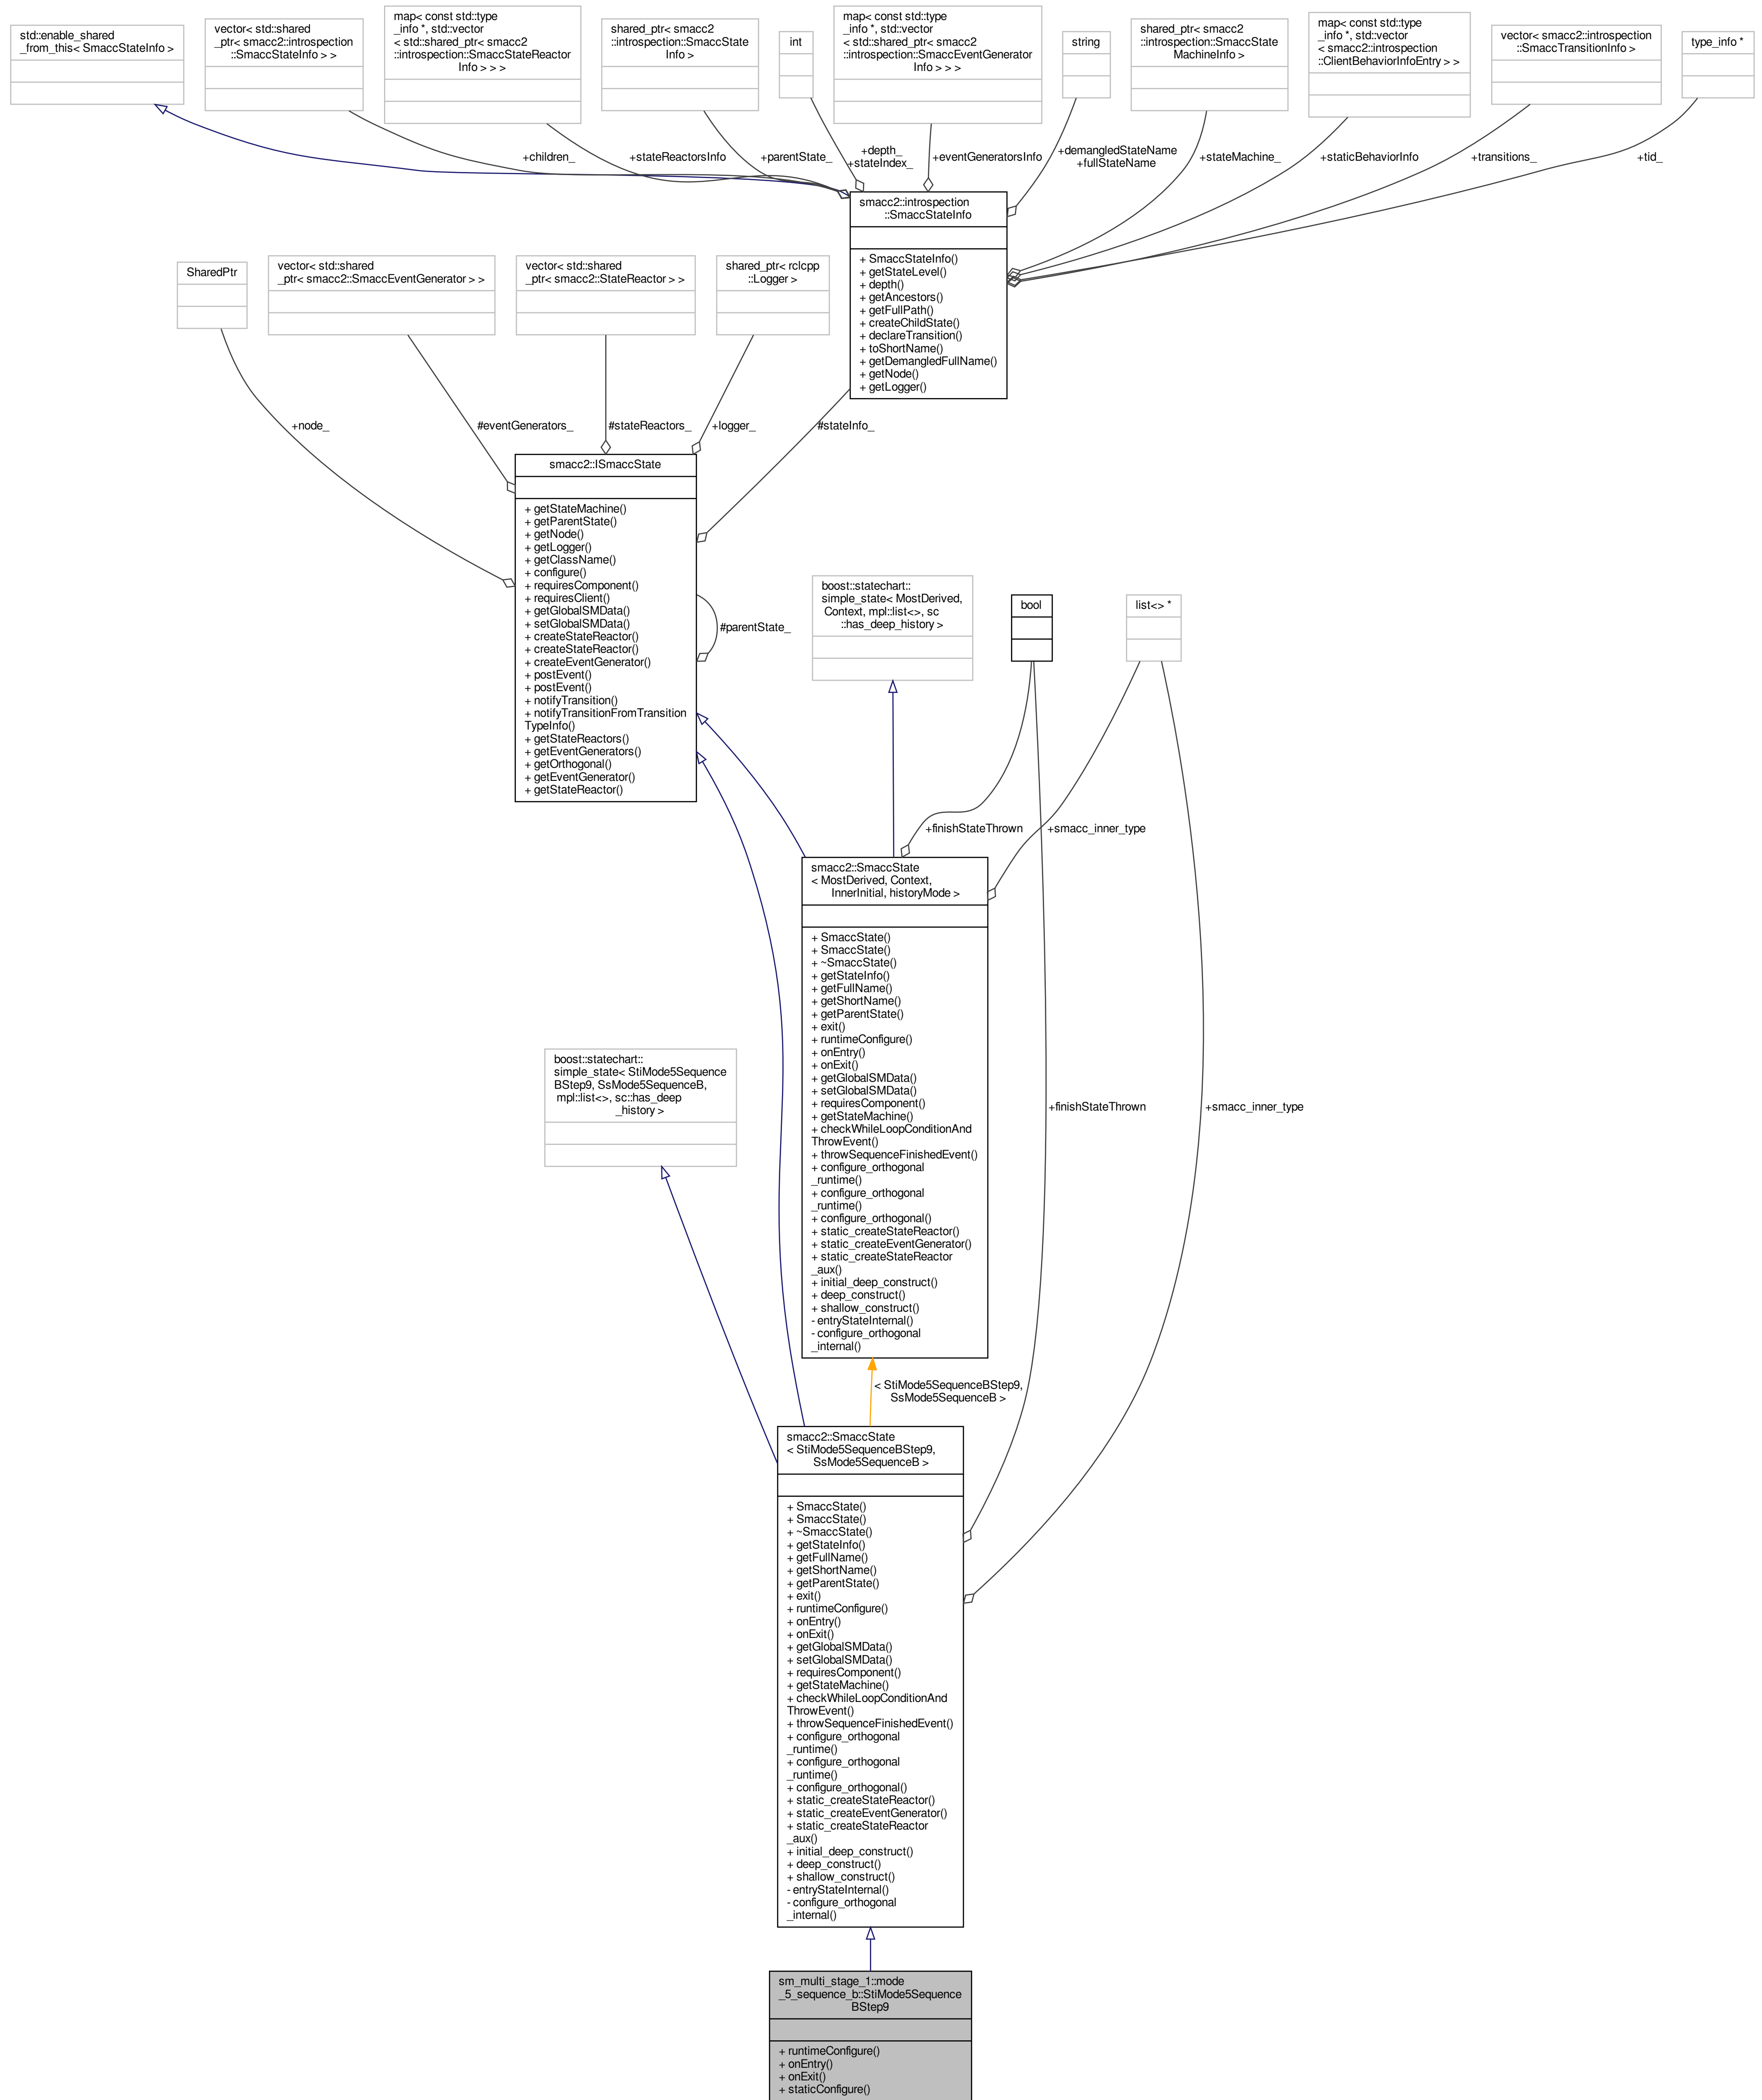 std::enable_shared
_from_this< SmaccStateInfo >
vector< std::shared
_ptr< smacc2::introspection
::SmaccStateInfo > >
map< const std::type
_info *, std::vector
< std::shared_ptr< smacc2
::introspection::SmaccStateReactor
Info > > >
shared_ptr< smacc2
::introspection::SmaccState
Info >
int
map< const std::type
_info *, std::vector
< std::shared_ptr< smacc2
::introspection::SmaccEventGenerator
Info > > >
string
shared_ptr< smacc2
::introspection::SmaccState
MachineInfo >
map< const std::type
_info *, std::vector
< smacc2::introspection
::ClientBehaviorInfoEntry > >
vector< smacc2::introspection
::SmaccTransitionInfo >
type_info *
+children_
+stateReactorsInfo
+parentState_
+depth_
+stateIndex_
+eventGeneratorsInfo
+demangledStateName
+fullStateName
+stateMachine_
+staticBehaviorInfo
+transitions_
+tid_
smacc2::introspection
::SmaccStateInfo
+ SmaccStateInfo()
+ getStateLevel()
+ depth()
+ getAncestors()
+ getFullPath()
+ createChildState()
+ declareTransition()
+ toShortName()
+ getDemangledFullName()
+ getNode()
+ getLogger()
SharedPtr
vector< std::shared
_ptr< smacc2::SmaccEventGenerator > >
vector< std::shared
_ptr< smacc2::StateReactor > >
shared_ptr< rclcpp
::Logger >
+node_
#eventGenerators_
#stateReactors_
+logger_
#stateInfo_
smacc2::ISmaccState
+ getStateMachine()
+ getParentState()
+ getNode()
+ getLogger()
+ getClassName()
+ configure()
+ requiresComponent()
+ requiresClient()
+ getGlobalSMData()
+ setGlobalSMData()
+ createStateReactor()
+ createStateReactor()
+ createEventGenerator()
+ postEvent()
+ postEvent()
+ notifyTransition()
+ notifyTransitionFromTransition
TypeInfo()
+ getStateReactors()
+ getEventGenerators()
+ getOrthogonal()
+ getEventGenerator()
+ getStateReactor()
#parentState_
boost::statechart::
simple_state< MostDerived,
Context, mpl::list<>, sc
::has_deep_history >
bool
list<> *
+finishStateThrown
+smacc_inner_type
smacc2::SmaccState
< MostDerived, Context,
InnerInitial, historyMode >
+ SmaccState()
+ SmaccState()
+ ~SmaccState()
+ getStateInfo()
+ getFullName()
+ getShortName()
+ getParentState()
+ exit()
+ runtimeConfigure()
+ onEntry()
+ onExit()
+ getGlobalSMData()
+ setGlobalSMData()
+ requiresComponent()
+ getStateMachine()
+ checkWhileLoopConditionAnd
ThrowEvent()
+ throwSequenceFinishedEvent()
+ configure_orthogonal
_runtime()
+ configure_orthogonal
_runtime()
+ configure_orthogonal()
+ static_createStateReactor()
+ static_createEventGenerator()
+ static_createStateReactor
_aux()
+ initial_deep_construct()
+ deep_construct()
+ shallow_construct()
- entryStateInternal()
- configure_orthogonal
_internal()
boost::statechart::
simple_state< StiMode5Sequence
BStep9, SsMode5SequenceB,
mpl::list<>, sc::has_deep
_history >
+finishStateThrown
+smacc_inner_type
< StiMode5SequenceBStep9,
SsMode5SequenceB >
smacc2::SmaccState
< StiMode5SequenceBStep9,
SsMode5SequenceB >
+ SmaccState()
+ SmaccState()
+ ~SmaccState()
+ getStateInfo()
+ getFullName()
+ getShortName()
+ getParentState()
+ exit()
+ runtimeConfigure()
+ onEntry()
+ onExit()
+ getGlobalSMData()
+ setGlobalSMData()
+ requiresComponent()
+ getStateMachine()
+ checkWhileLoopConditionAnd
ThrowEvent()
+ throwSequenceFinishedEvent()
+ configure_orthogonal
_runtime()
+ configure_orthogonal
_runtime()
+ configure_orthogonal()
+ static_createStateReactor()
+ static_createEventGenerator()
+ static_createStateReactor
_aux()
+ initial_deep_construct()
+ deep_construct()
+ shallow_construct()
- entryStateInternal()
- configure_orthogonal
_internal()
sm_multi_stage_1::mode
_5_sequence_b::StiMode5Sequence
BStep9
+ runtimeConfigure()
+ onEntry()
+ onExit()
+ staticConfigure()